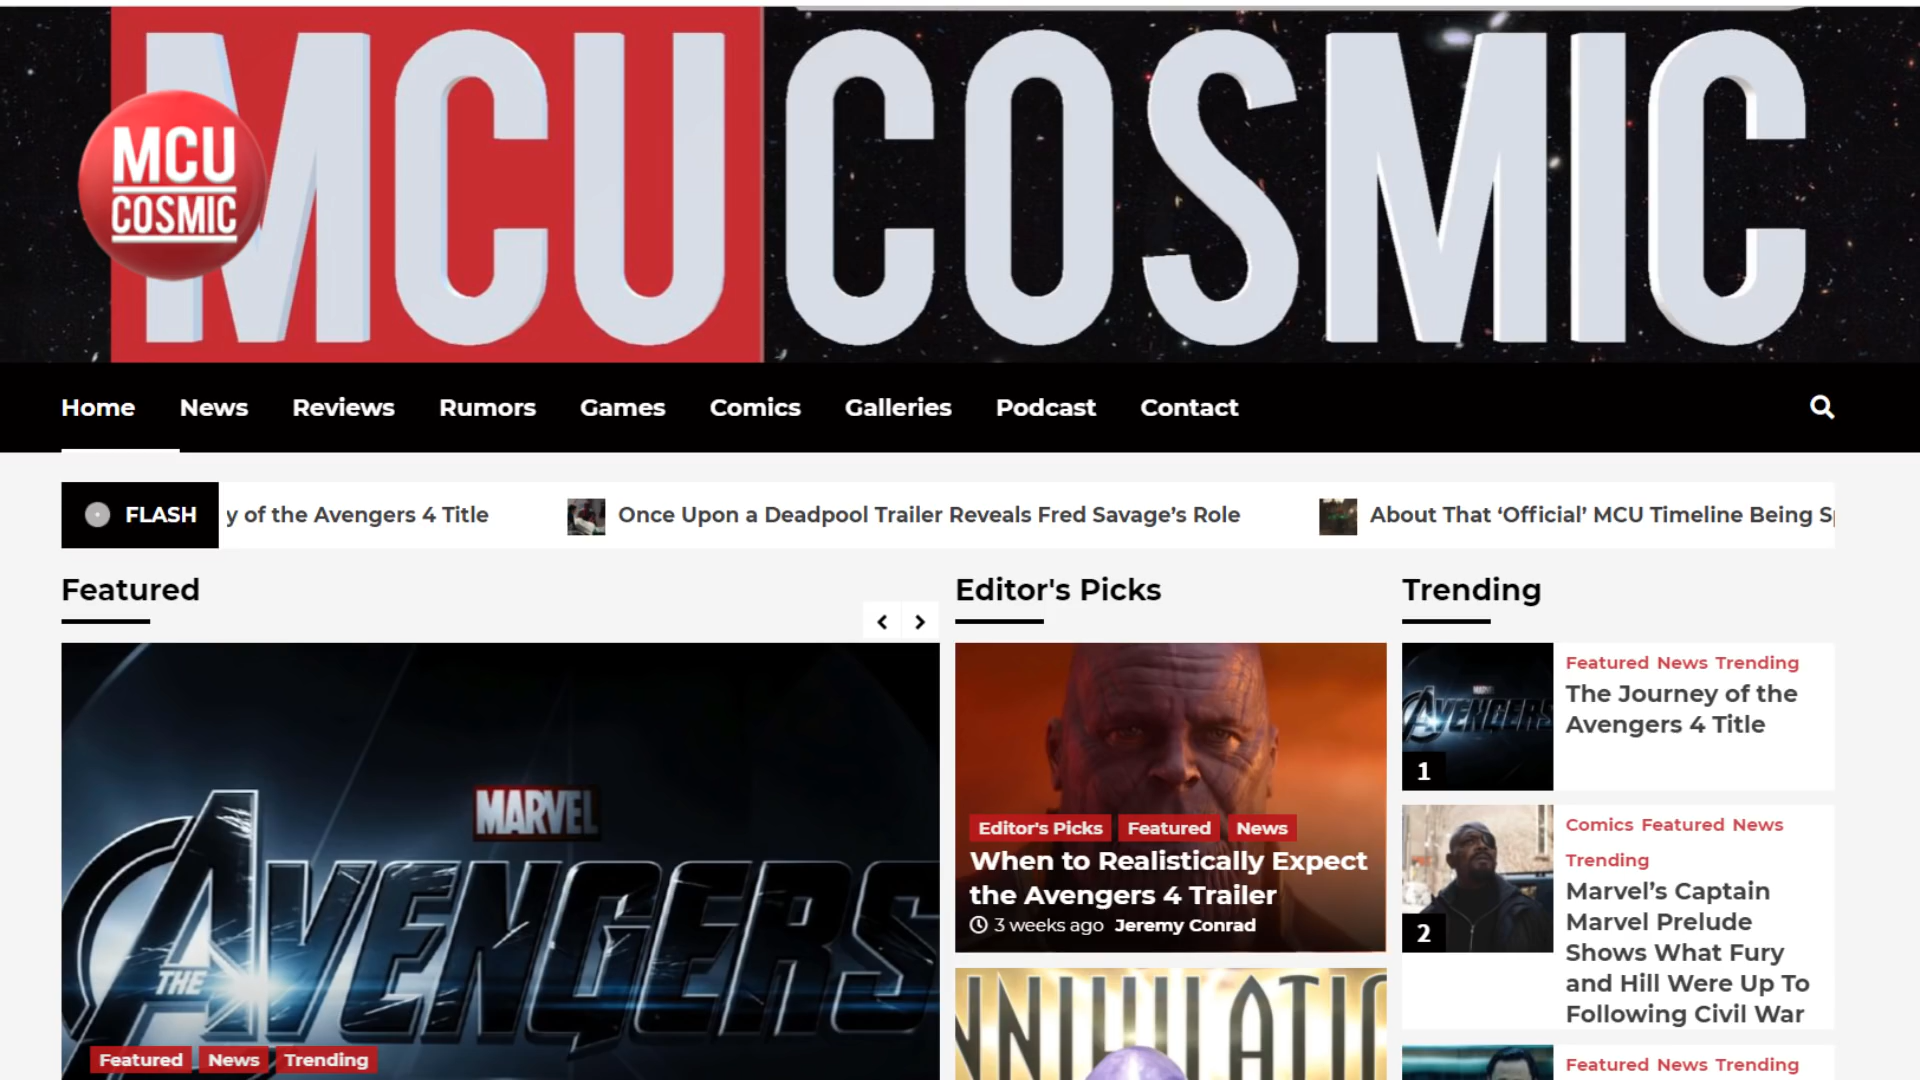 MCU COSMIC
MCU
COSMIC
Home News Reviews Rumors Games Comics Galleries Podcast Contact
FLASH y of the Avengers 4 Title Once Upon a Deadpool Trailer Reveals Fred Savage’s Role About That ‘Official’ MCU Timeline Being S
Featured
MARVEL
THE AVENGERS
Featured News Trending
Editor's Picks
Editor's Picks Featured News
When to Realistically Expect
the Avengers 4 Trailer
3 weeks ago Jeremy Conrad
NNIHILATIO
Trending
MARVEL
AVENGERS
1
Featured News Trending
The Journey of the
Avengers 4 Title
2
Comics Featured News
Trending
Marvel’s Captain
Marvel Prelude
Shows What Fury
and Hill Were Up To
Following Civil War
Featured News Trending